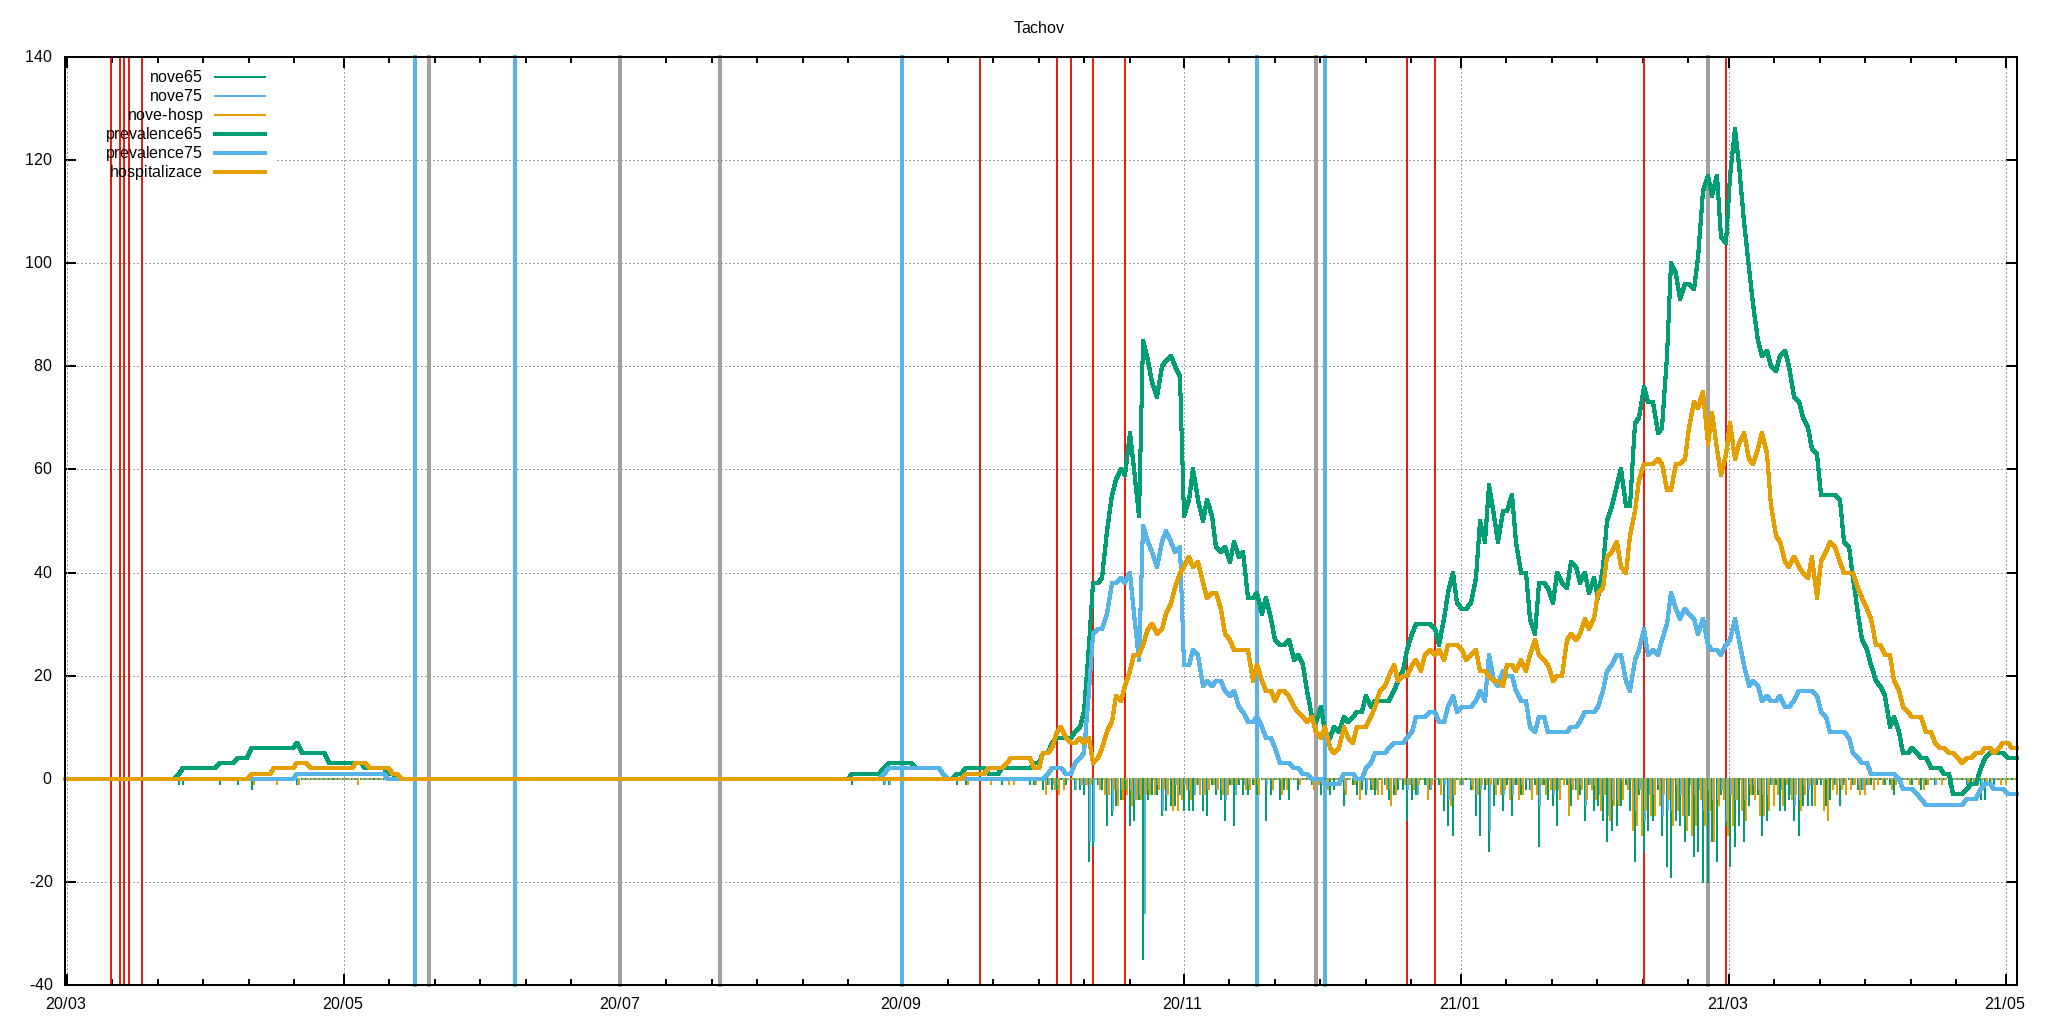 Tachov
140
120
100
80
60
40
20
0
-20
-40
nove65
nove75
nove-hosp
prevalence65
prevalence75
hospitalizace
20/03 20/05 20/07 20/09 20/11 21/01 21/03 21/05